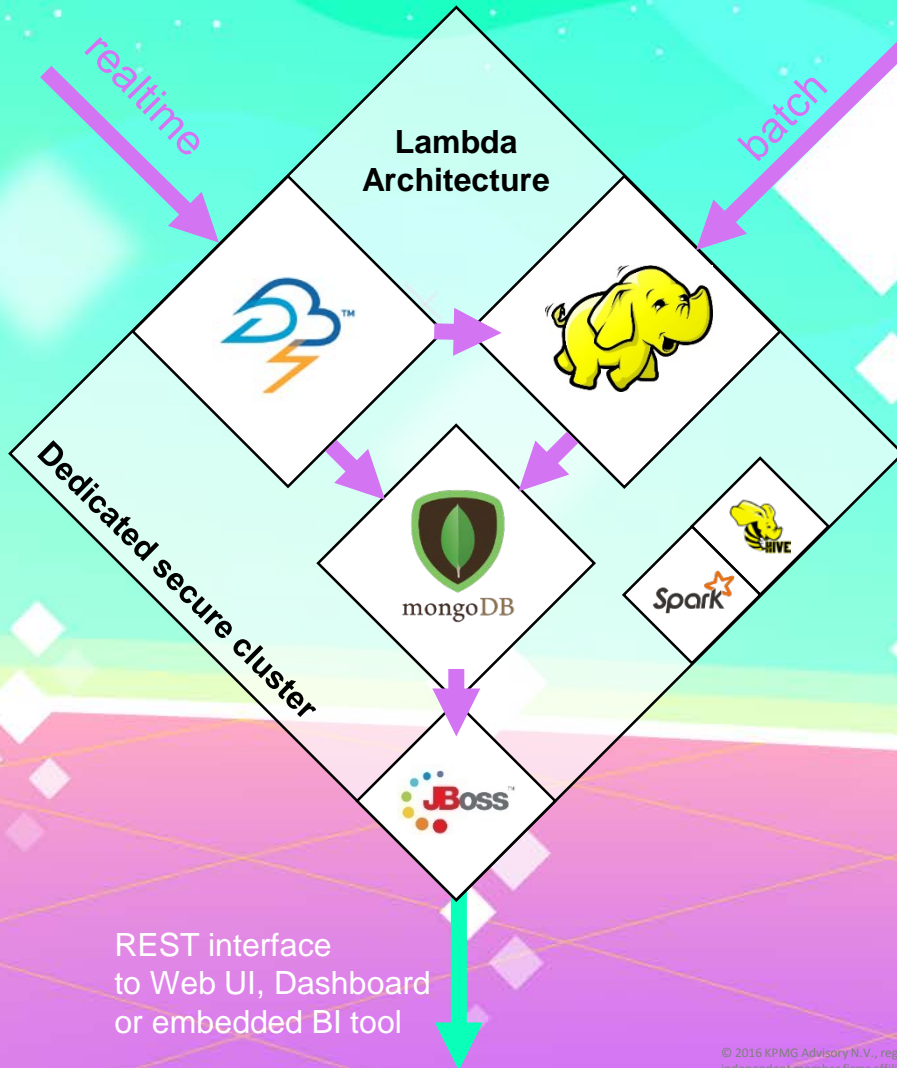 realtime
batch
Lambda
Architecture
TM
Dedicated secure cluster
mongoDB
HIVE
Spark
JBoss
REST interface
to Web UI, Dashboard
or embedded BI tool
© 2016 KPMG Advisory N.V., reg